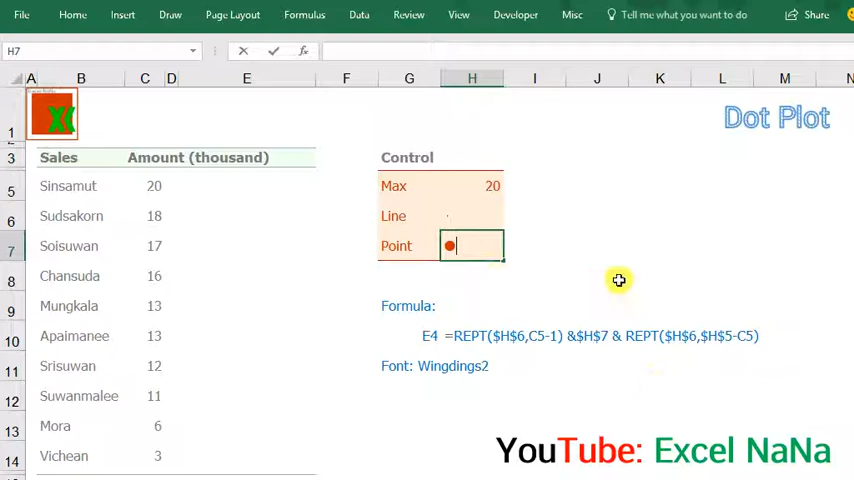 File Home Insert Draw Page Layout Formulas Data Review View Developer Misc Tell me what you want to do Share
H7 fx
A B C D E F G H I J K L M N
1 Dot Plot
3 Sales Amount (thousand) Control
5 Sinsamut 20 Max 20
6 Sudsakorn 18 Line
7 Soisuwan 17 Point
8 Chansuda 16
9 Mungkala 13 Formula:
10 Apaimanee 13 E4 =REPT($H$6,C5-1) &$H$7 & REPT($H$6,$H$5-C5)
11 Srisuwan 12 Font: Wingdings2
12 Suwanmalee 11
13 Mora 6
14 Vichean 3
YouTube: Excel NaNa